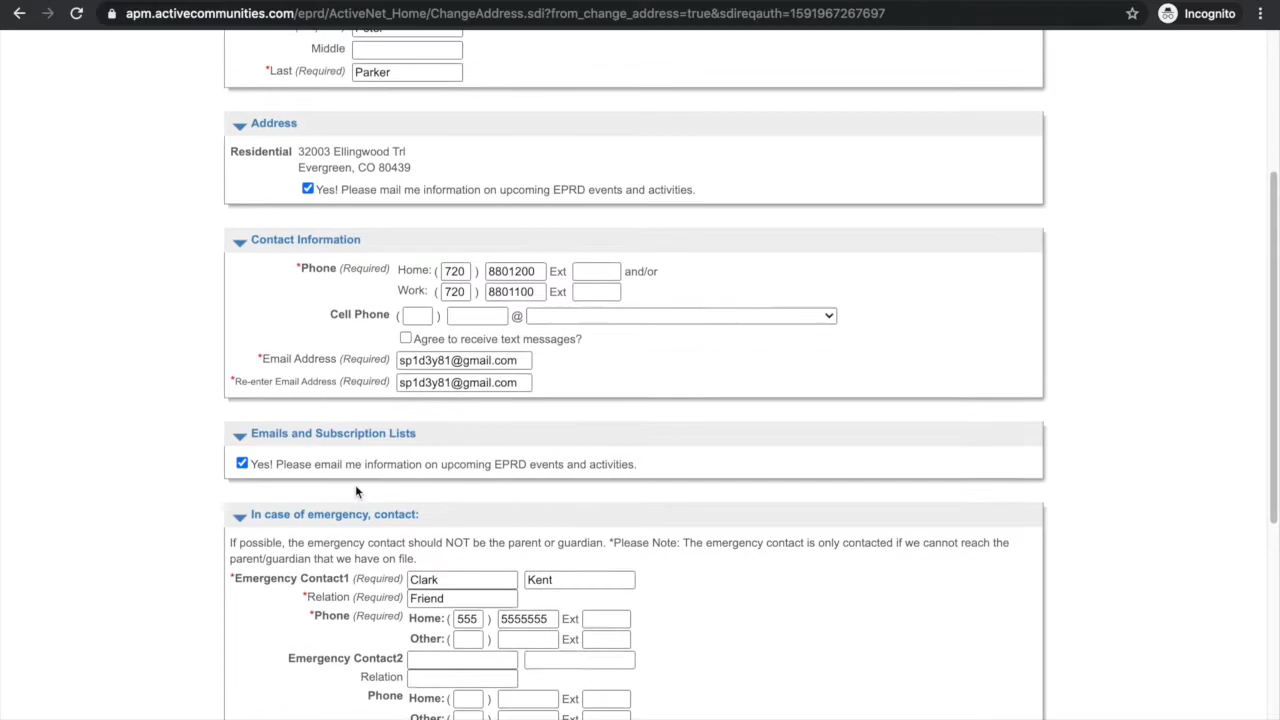 apm.activecommunities.com/eprd/ActiveNet_Home/ChangeAddress.sdi?from_change_address=true&sdireqauth=1591967267697 Incognito
Middle
*Last (Required) Parker
Address
Residential 32003 Ellingwood Trl
Evergreen, CO 80439
Yes! Please mail me information on upcoming EPRD events and activities.
Contact Information
*Phone (Required) Home: ( 720 ) 8801200 Ext and/or
Work: ( 720 ) 8801100 Ext
Cell Phone ( ) @
Agree to receive text messages?
*Email Address (Required) sp1d3y81@gmail.com
*Re-enter Email Address (Required) sp1d3y81@gmail.com
Emails and Subscription Lists
Yes! Please email me information on upcoming EPRD events and activities.
In case of emergency, contact:
If possible, the emergency contact should NOT be the parent or guardian. *Please Note: The emergency contact is only contacted if we cannot reach the
parent/guardian that we have on file.
*Emergency Contact1 (Required) Clark Kent
*Relation (Required) Friend
*Phone (Required) Home: ( 555 ) 5555555 Ext
Other: ( ) Ext
Emergency Contact2
Relation
Phone Home: ( ) Ext
Other: ( ) Ext